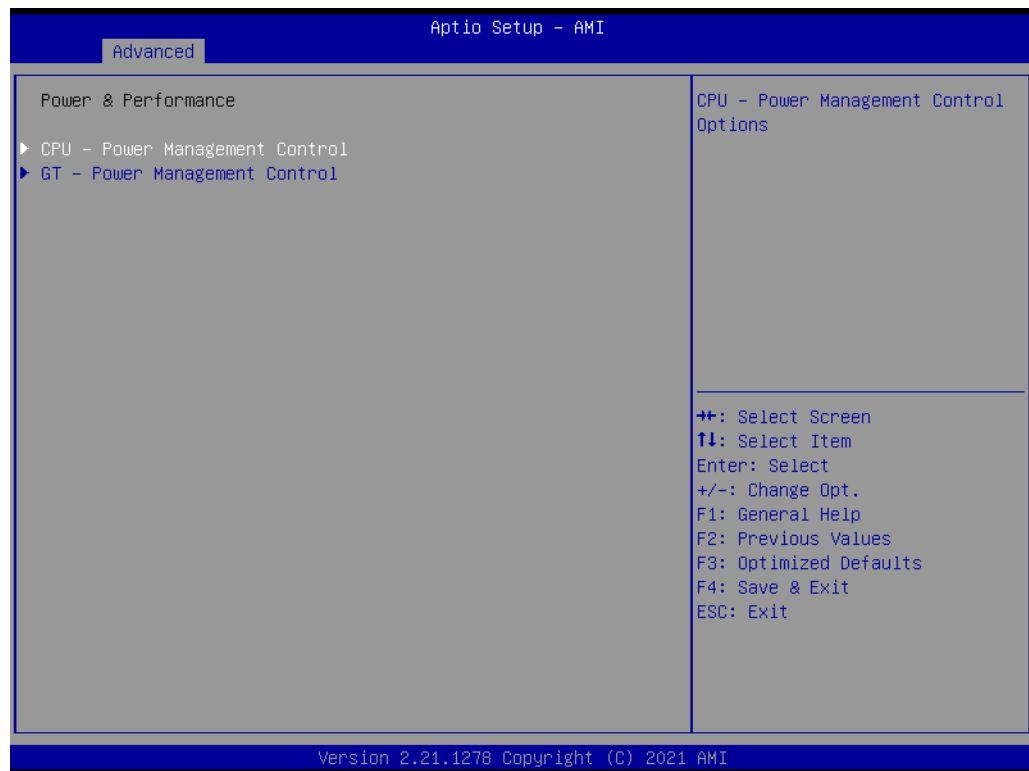 Aptio Setup – AMI
Advanced
Power & Performance
▶ CPU – Power Management Control
▶ GT – Power Management Control
CPU – Power Management Control
Options
→←: Select Screen
↑↓: Select Item
Enter: Select
+/-: Change Opt.
F1: General Help
F2: Previous Values
F3: Optimized Defaults
F4: Save & Exit
ESC: Exit
Version 2.21.1278 Copyright (C) 2021 AMI